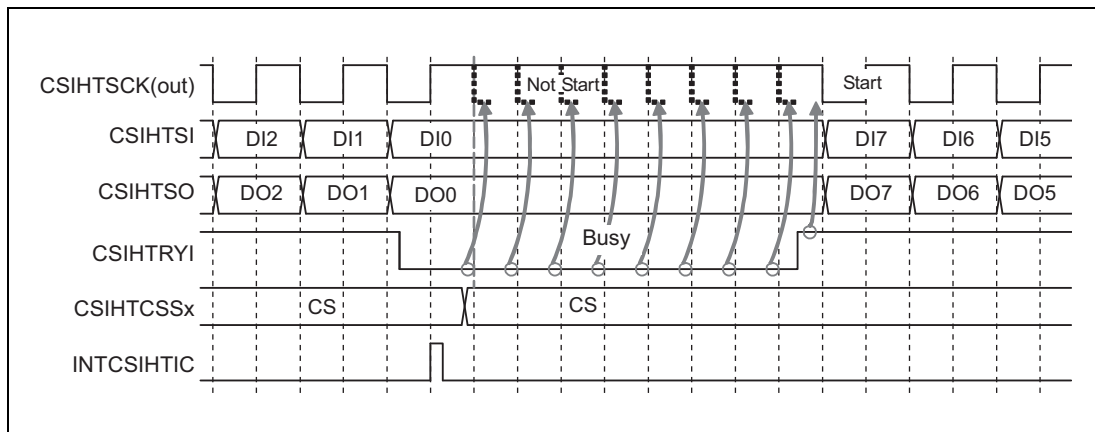 CSIHTSCK(out) Not Start Start
CSIHTSI DI2 DI1 DI0 DI7 DI6 DI5
CSIHTSO DO2 DO1 DO0 DO7 DO6 DO5
CSIHTRYI Busy
CSIHTCSSx CS CS
INTCSIHTIC